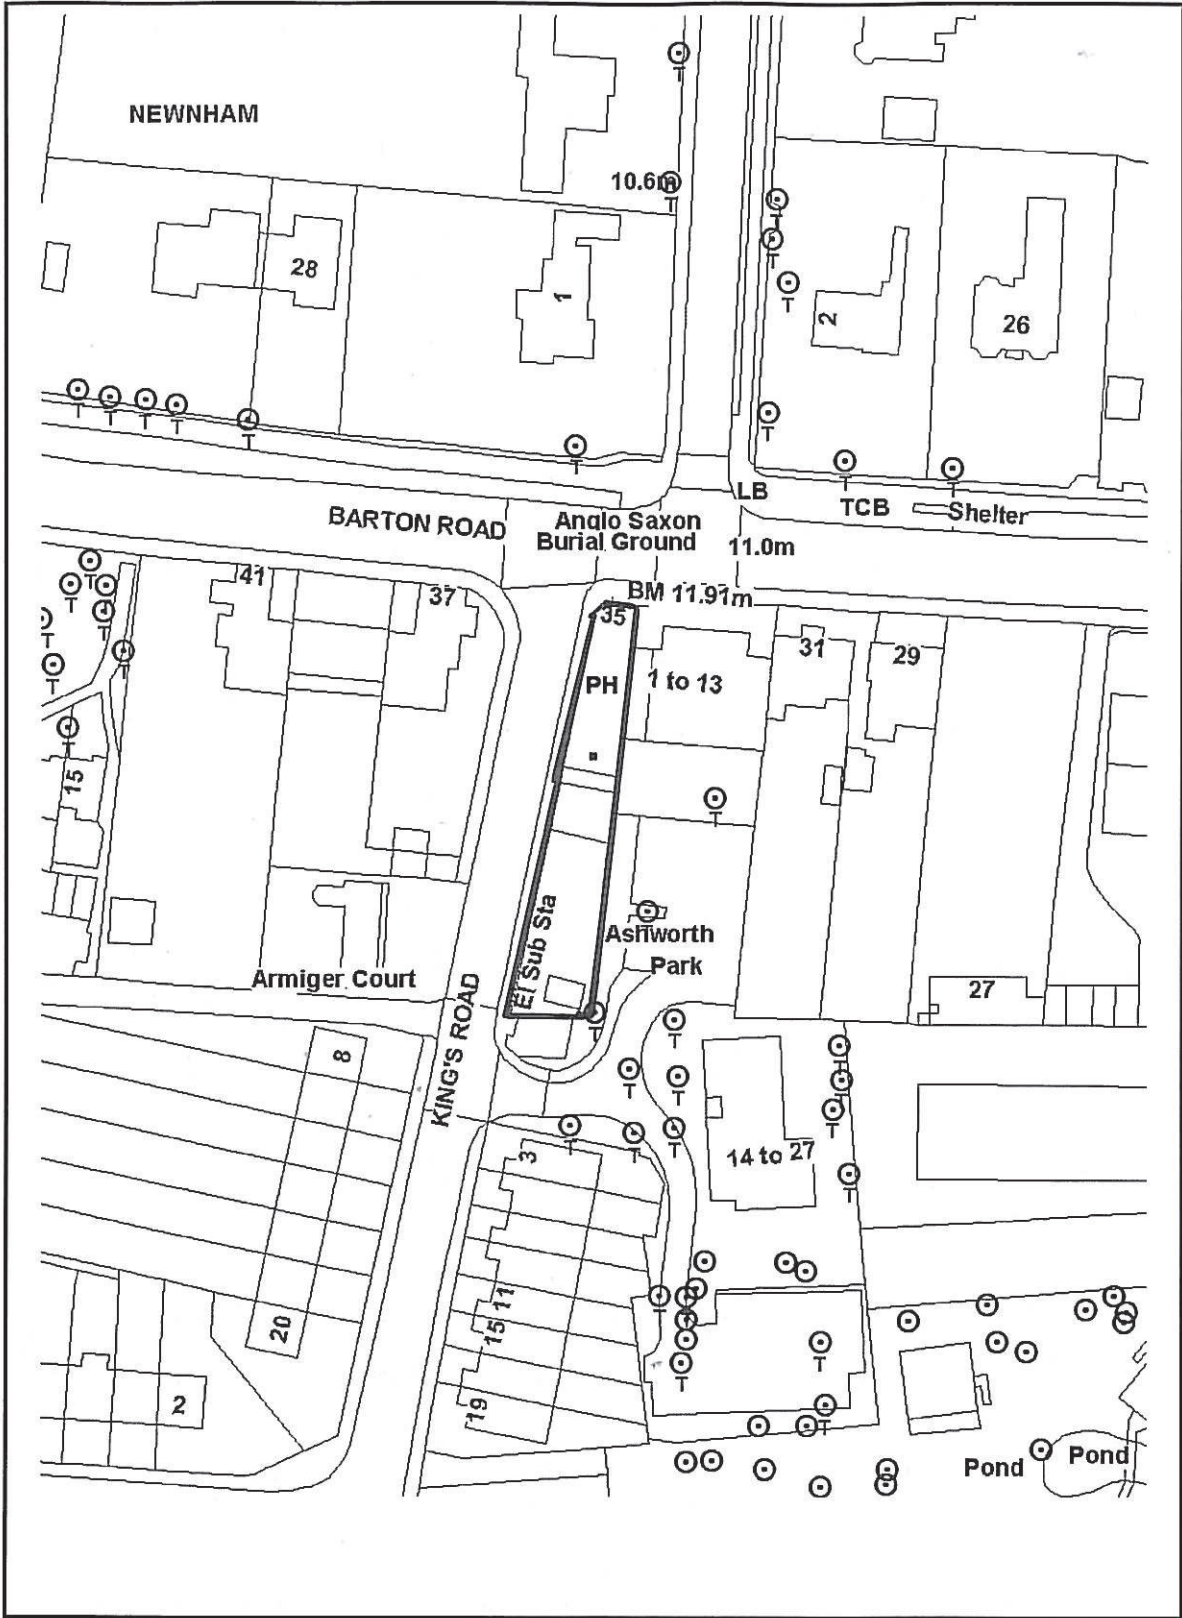 NEWNHAM
10.6m
28
1
2
26
LB
TCB
Shelter
BARTON ROAD
Anglo Saxon
Burial Ground
11.0m
41
37
BM 11.91m
35
PH
1 to 13
31
29
15
El Sub Sta
Ashworth
Park
Armiger Court
27
KING'S ROAD
8
3
14 to 27
11
15
20
19
2
Pond
Pond